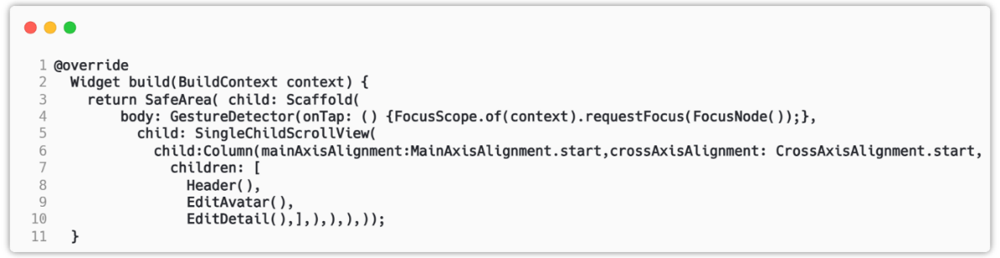 1 @override
2   Widget build(BuildContext context) {
3     return SafeArea( child: Scaffold(
4         body: GestureDetector(onTap: () {FocusScope.of(context).requestFocus(FocusNode());},
5           child: SingleChildScrollView(
6             child:Column(mainAxisAlignment:MainAxisAlignment.start,crossAxisAlignment: CrossAxisAlignment.start,
7               children: [
8                 Header(),
9                 EditAvatar(),
10                 EditDetail(),],),),),));
11   }